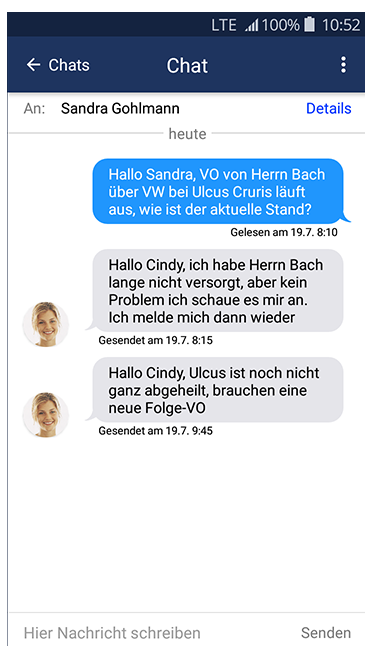 LTE 100% 10:52
Chats Chat
An: Sandra Gohlmann Details
heute
Hallo Sandra, VO von Herrn Bach
über VW bei Ulcus Cruris läuft
aus, wie ist der aktuelle Stand?
Gelesen am 19.7. 8:10
Hallo Cindy, ich habe Herrn Bach
lange nicht versorgt, aber kein
Problem ich schaue es mir an.
Ich melde mich dann wieder
Gesendet am 19.7. 8:15
Hallo Cindy, Ulcus ist noch nicht
ganz abgeheilt, brauchen eine
neue Folge-VO
Gesendet am 19.7. 9:45
Hier Nachricht schreiben Senden